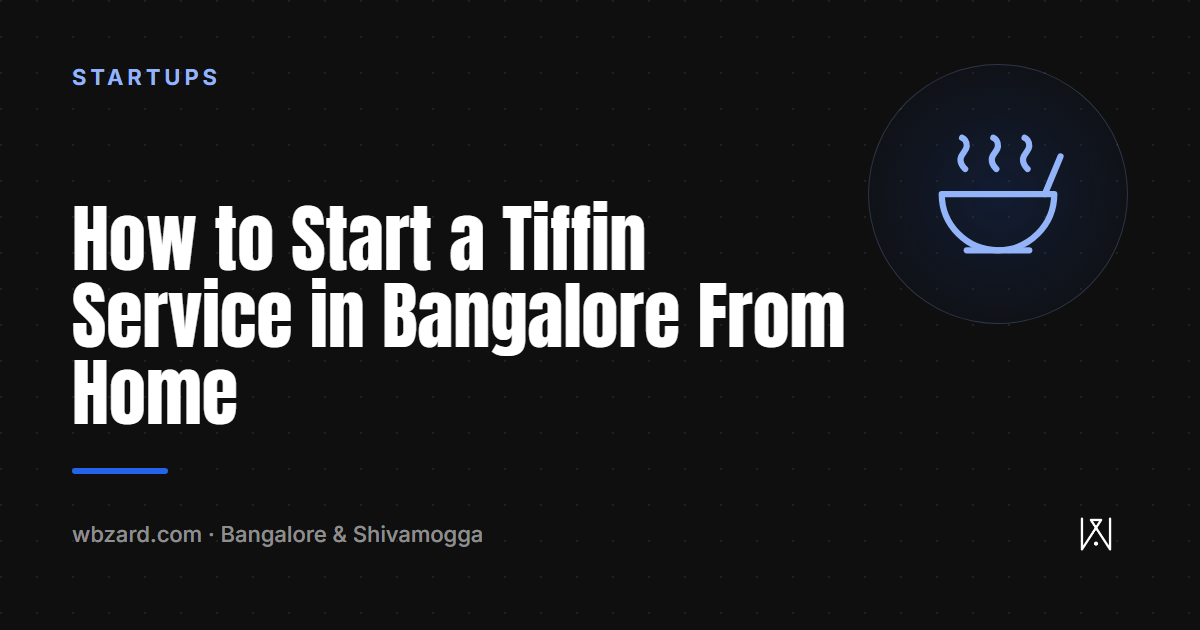 STARTUPS
How to Start a Tiffin
Service in Bangalore From
Home
wbzard.com · Bangalore & Shivamogga